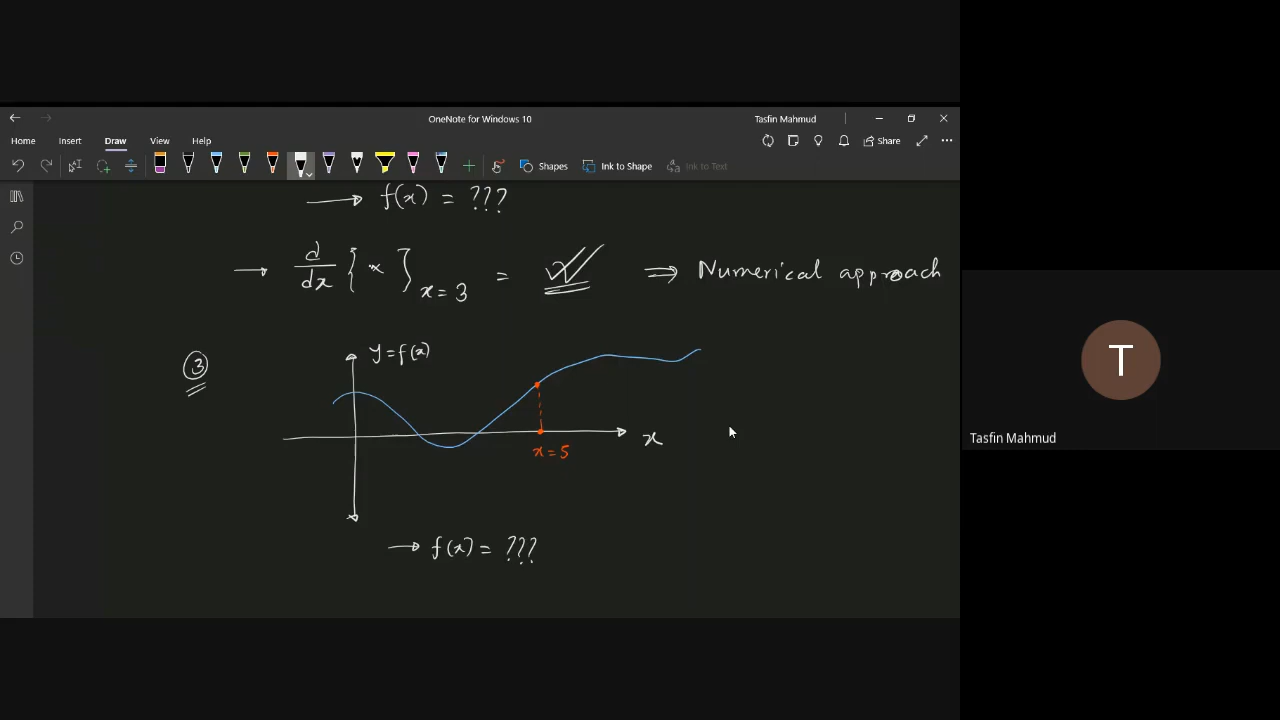 OneNote for Windows 10
Tasfin Mahmud
Home Insert Draw View Help
Share
Shapes Ink to Shape Ink to Text
→ f(x) = ???
→ d/dx {x}x=3 = ✓ ⇒ Numerical approach
③
y=f(x)
x
x=5
→ f(x) = ???
T
Tasfin Mahmud